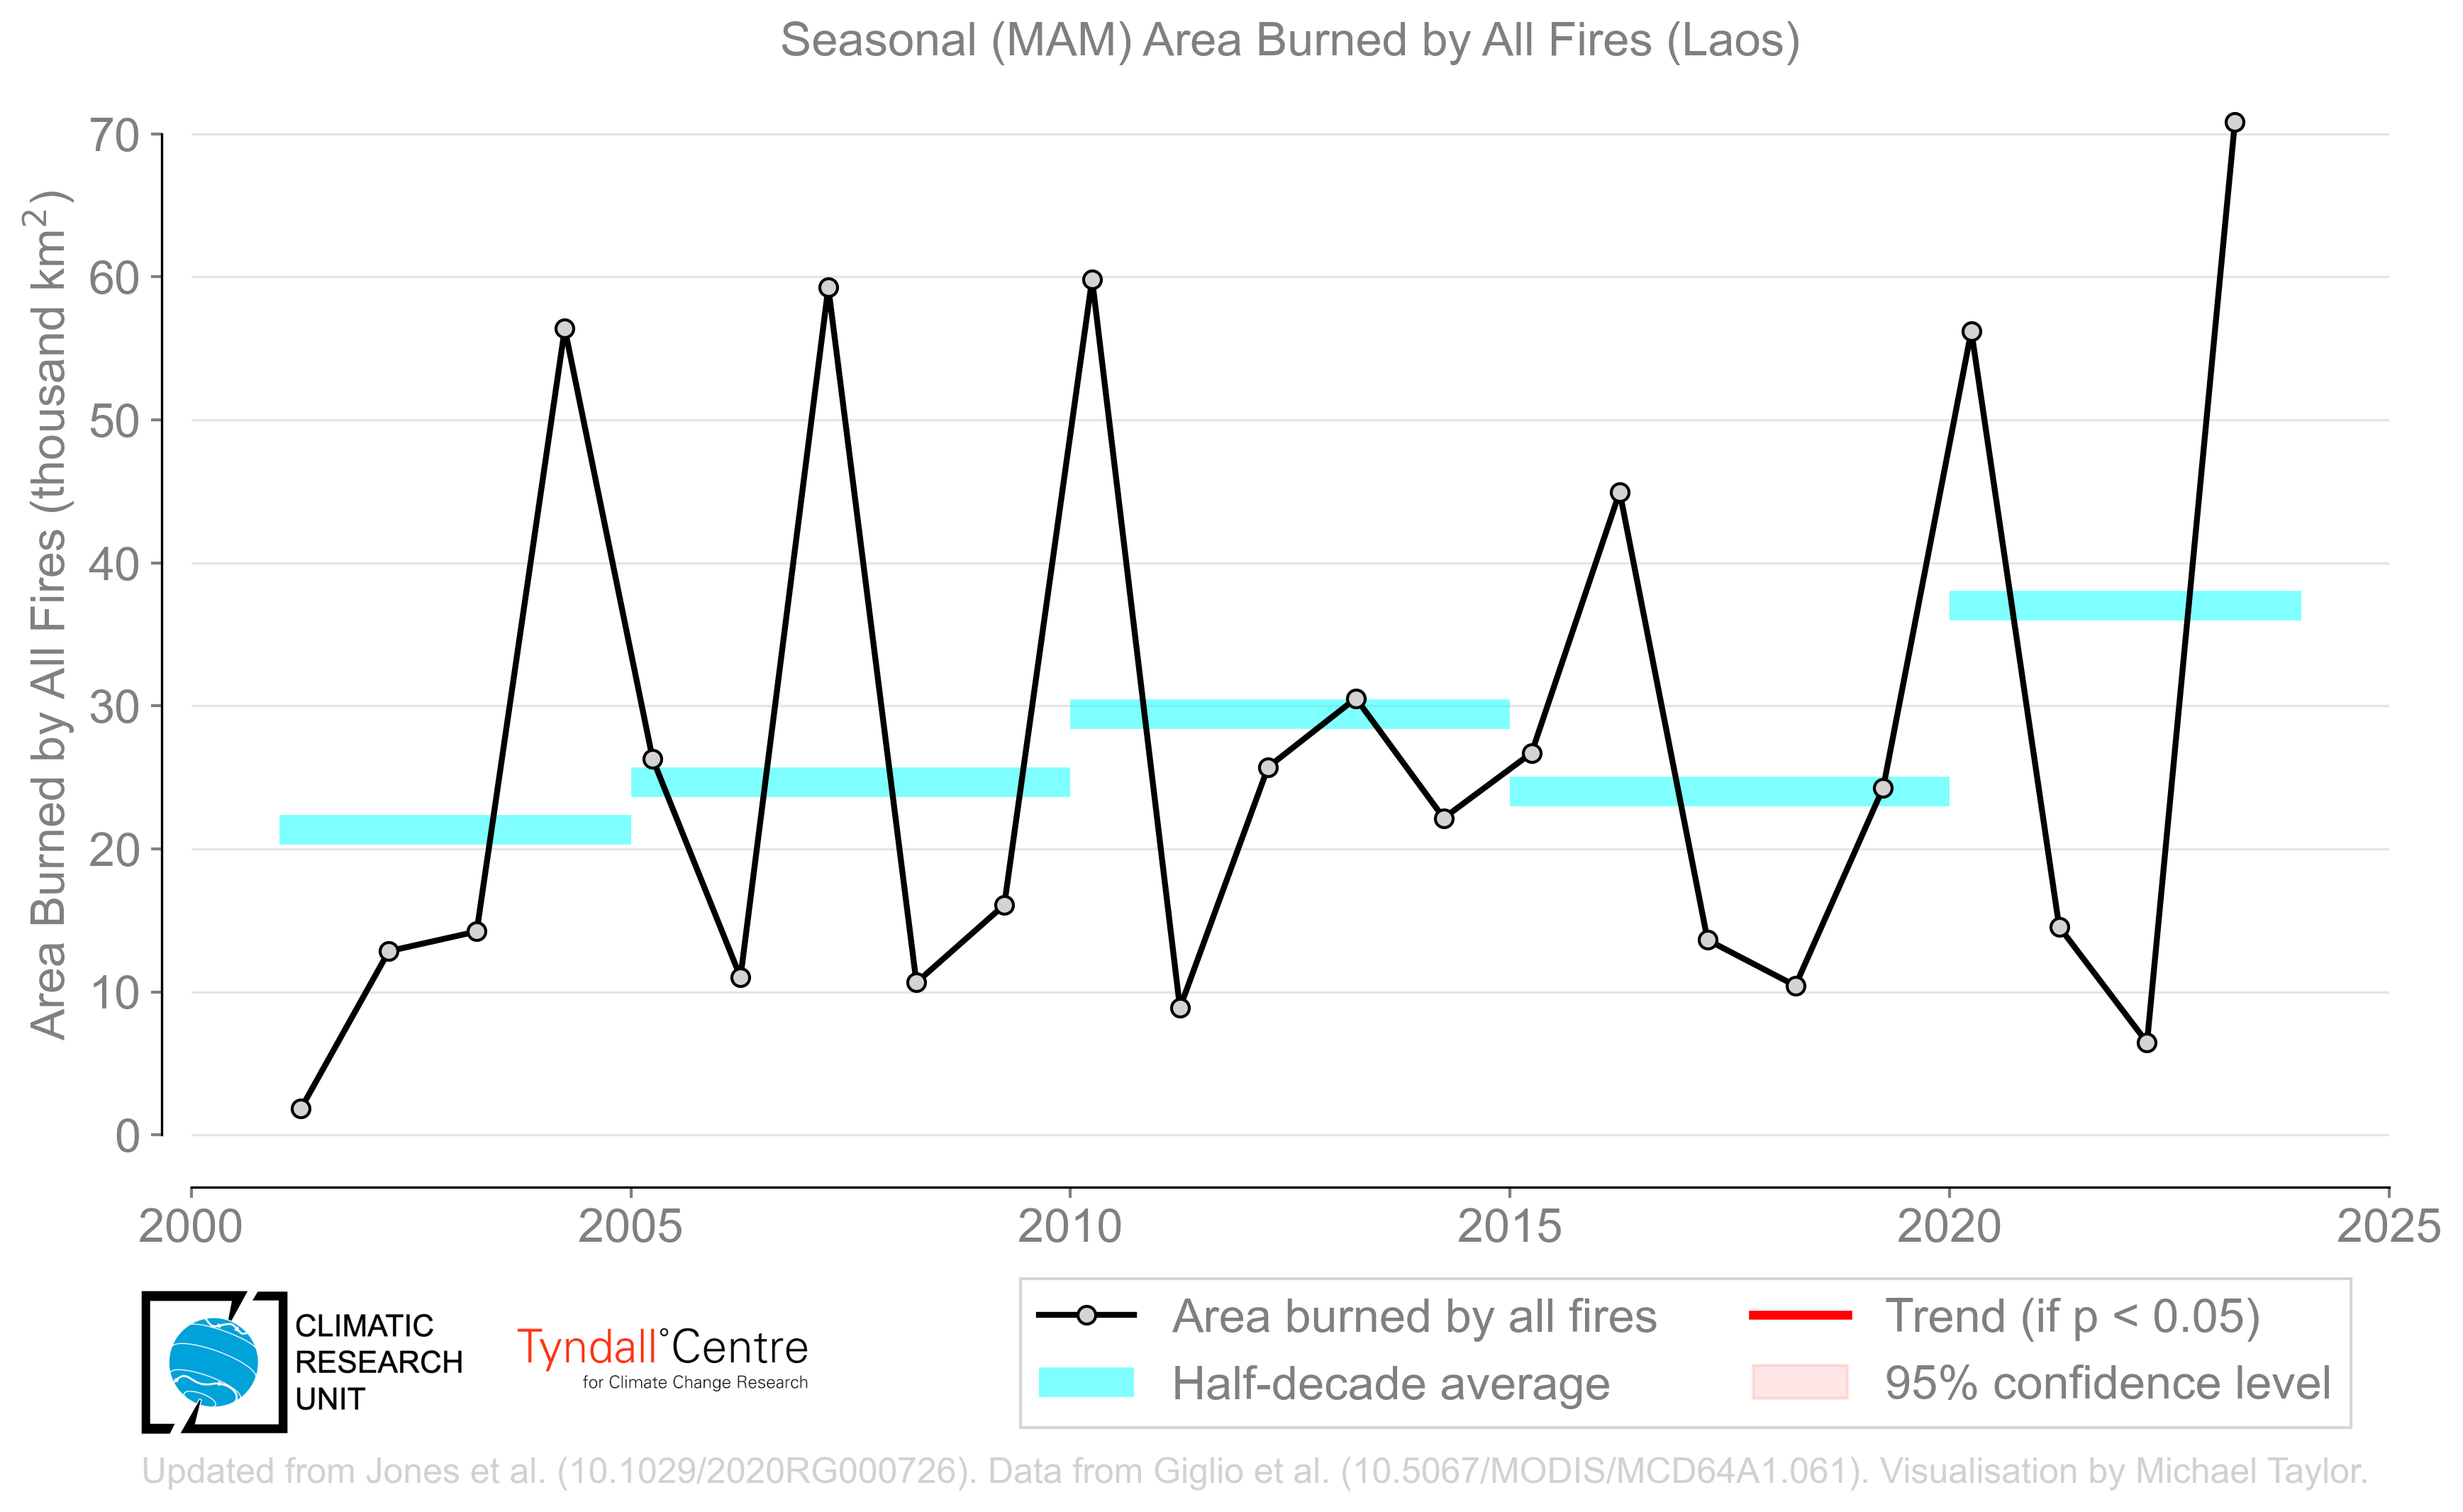 Seasonal (MAM) Area Burned by All Fires (Laos)
Area Burned by All Fires (thousand km²)
70
60
50
40
30
20
10
0
2000 2005 2010 2015 2020 2025
CLIMATIC
RESEARCH
UNIT
Tyndall°Centre
for Climate Change Research
Area burned by all fires
Half-decade average
Trend (if p < 0.05)
95% confidence level
Updated from Jones et al. (10.1029/2020RG000726). Data from Giglio et al. (10.5067/MODIS/MCD64A1.061). Visualisation by Michael Taylor.